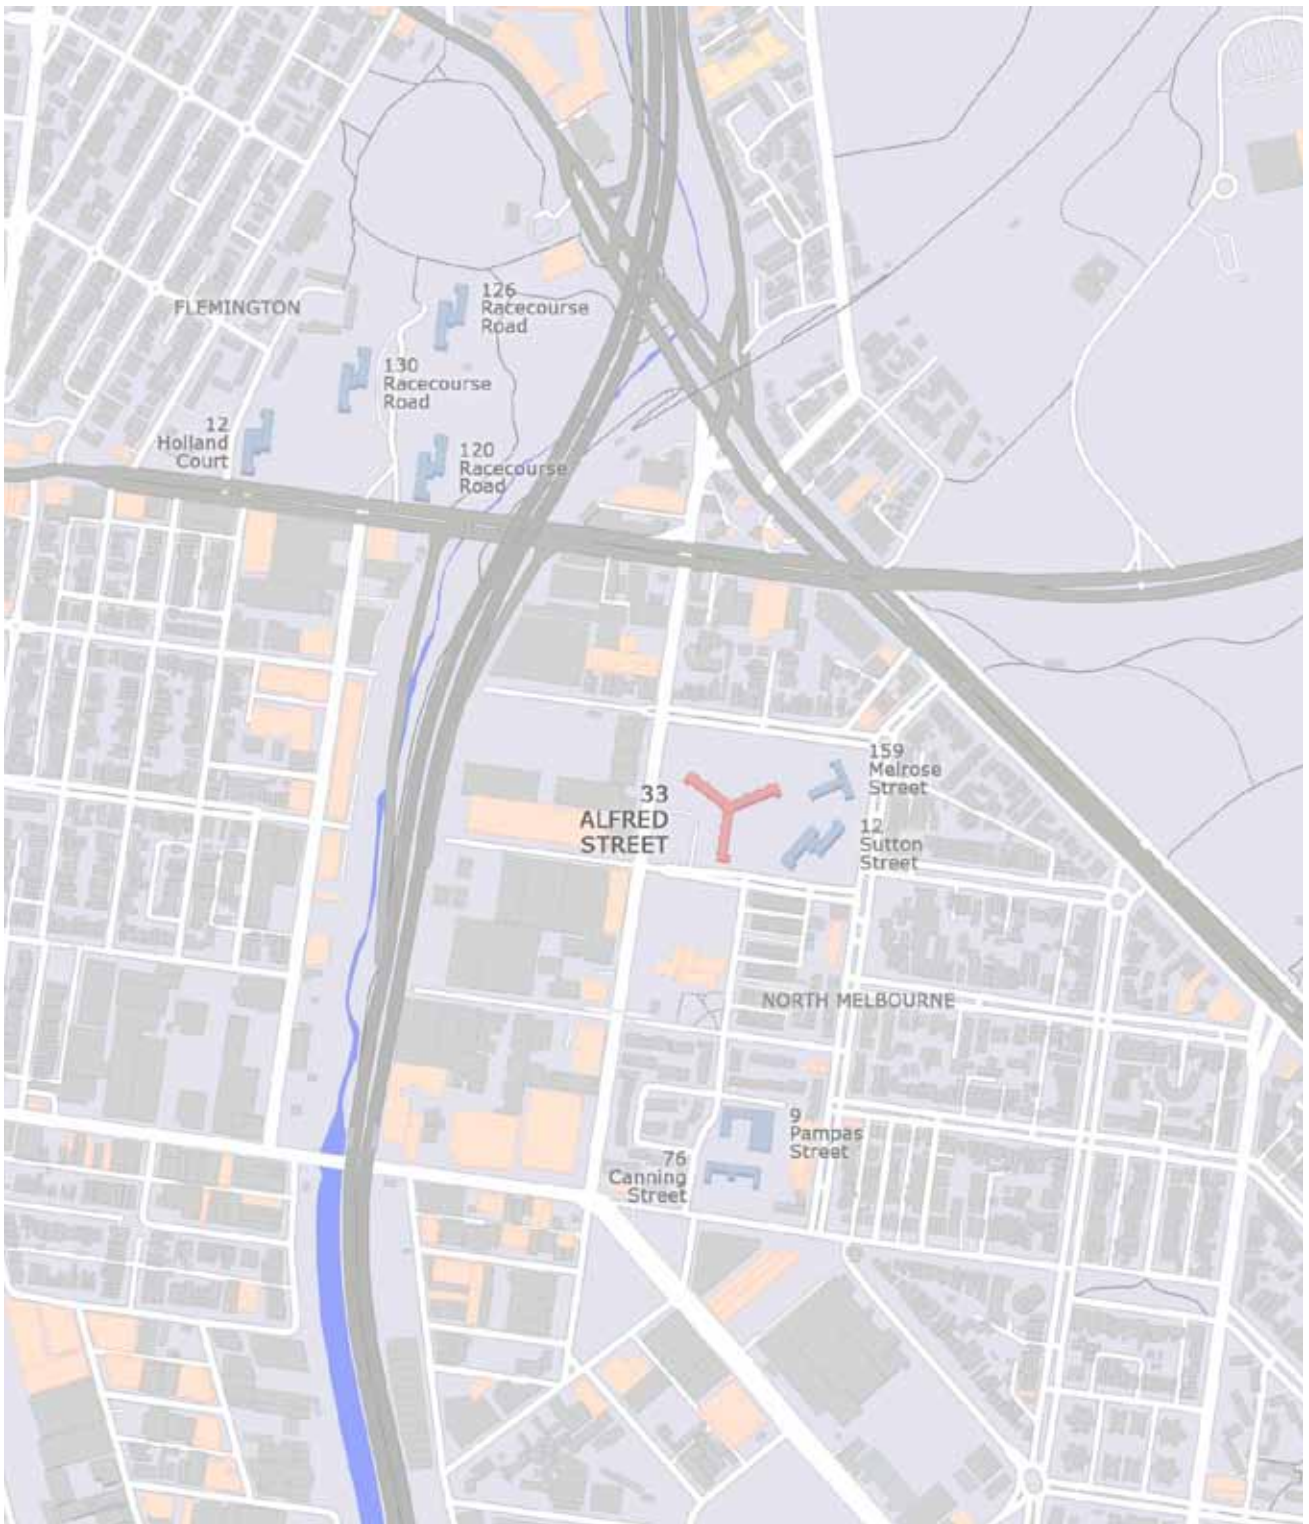 126
Racecourse
Road
FLEMINGTON
130
Racecourse
Road
12
Holland
Court
120
Racecourse
Road
159
Melrose
Street
33
ALFRED
STREET
12
Sutton
Street
NORTH MELBOURNE
9
Pampas
Street
76
Canning
Street